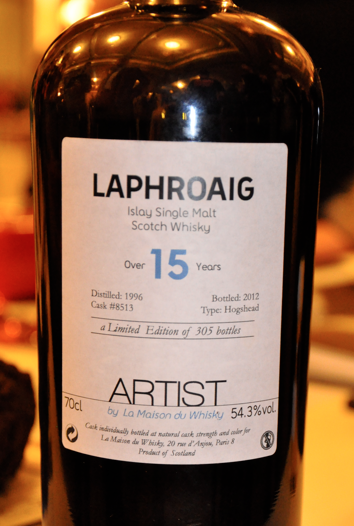 LAPHROAIG
Islay Single Malt
Scotch Whisky
Over 15 Years
Distilled: 1996
Cask #8513
Bottled: 2012
Type: Hogshead
a Limited Edition of 305 bottles
ARTIST
70cl by La Maison du Whisky 54.3%vol.
Cask individually bottled at natural cask strength and color for
La Maison du Whisky, 20 rue d'Anjou, Paris 8
Product of Scotland